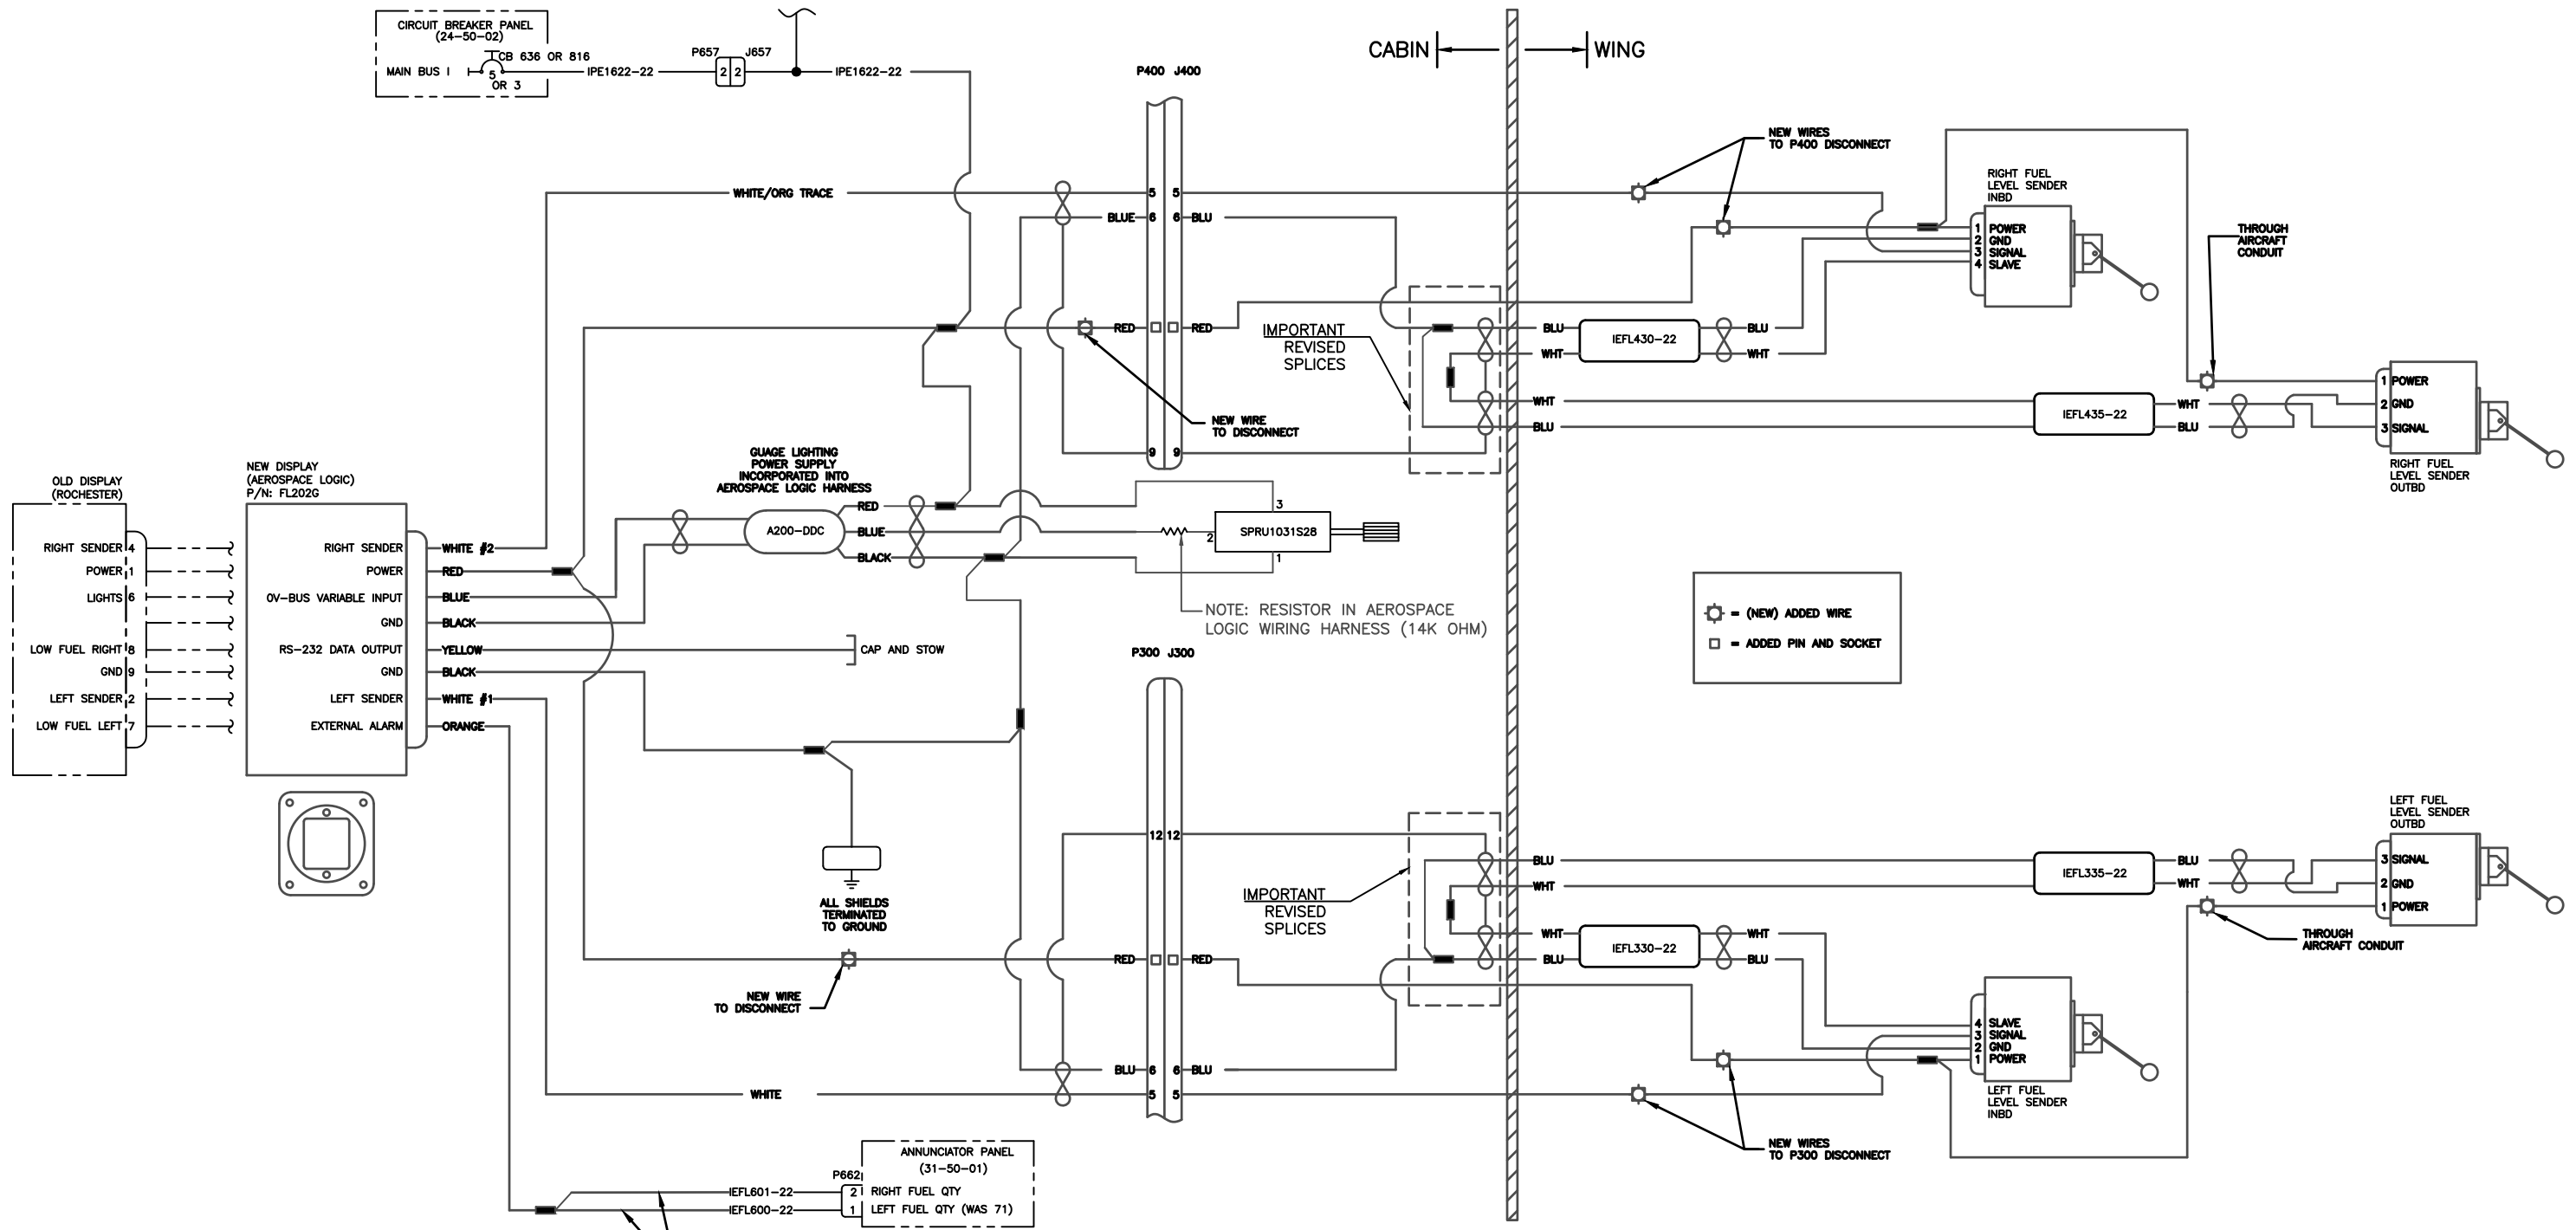 CIRCUIT BREAKER PANEL
(24-50-02)
CB 636 OR 816
MAIN BUS I
5
OR 3
IPE1622-22
P657 J657
2 2
IPE1622-22
P400 J400
CABIN
WING
NEW WIRES
TO P400 DISCONNECT
WHITE/ORG TRACE
5 5
BLUE 6 6 BLU
RED RED
9 9
NEW WIRE
TO DISCONNECT
IMPORTANT
REVISED
SPLICES
BLU
WHT
IEFL430-22
BLU
WHT
WHT
BLU
IEFL435-22
WHT
BLU
RIGHT FUEL
LEVEL SENDER
INBD
1 POWER
2 GND
3 SIGNAL
4 SLAVE
THROUGH
AIRCRAFT
CONDUIT
1 POWER
2 GND
3 SIGNAL
RIGHT FUEL
LEVEL SENDER
OUTBD
OLD DISPLAY
(ROCHESTER)
RIGHT SENDER 4
POWER 1
LIGHTS 6
LOW FUEL RIGHT 8
GND 9
LEFT SENDER 2
LOW FUEL LEFT 7
NEW DISPLAY
(AEROSPACE LOGIC)
P/N: FL202G
RIGHT SENDER WHITE #2
POWER RED
0V-BUS VARIABLE INPUT BLUE
GND BLACK
RS-232 DATA OUTPUT YELLOW
GND BLACK
LEFT SENDER WHITE #1
EXTERNAL ALARM ORANGE
GUAGE LIGHTING
POWER SUPPLY
INCORPORATED INTO
AEROSPACE LOGIC HARNESS
A200-DDC
RED
BLUE
BLACK
3
2
1
SPRU1031S28
NOTE: RESISTOR IN AEROSPACE
LOGIC WIRING HARNESS (14K OHM)
CAP AND STOW
= (NEW) ADDED WIRE
= ADDED PIN AND SOCKET
P300 J300
12 12
RED RED
BLU 6 6 BLU
WHITE
5 5
ALL SHIELDS
TERMINATED
TO GROUND
NEW WIRE
TO DISCONNECT
IMPORTANT
REVISED
SPLICES
BLU
WHT
IEFL335-22
BLU
WHT
WHT
BLU
IEFL330-22
WHT
BLU
LEFT FUEL
LEVEL SENDER
OUTBD
3 SIGNAL
2 GND
1 POWER
THROUGH
AIRCRAFT CONDUIT
4 SLAVE
3 SIGNAL
2 GND
1 POWER
LEFT FUEL
LEVEL SENDER
INBD
NEW WIRES
TO P300 DISCONNECT
ANNUNCIATOR PANEL
(31-50-01)
P662
IEFL601-22 2 RIGHT FUEL QTY
IEFL600-22 1 LEFT FUEL QTY (WAS 71)